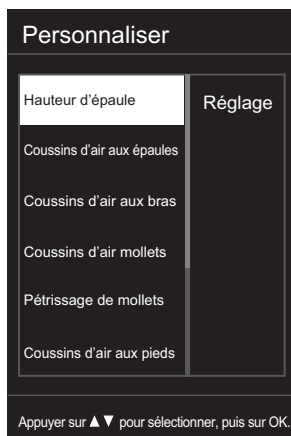 Personnaliser
Hauteur d'épaule
Réglage
Coussins d'air aux épaules
Coussins d'air aux bras
Coussins d'air mollets
Pétrissage de mollets
Coussins d'air aux pieds
Appuyer sur ▲▼ pour sélectionner, puis sur OK.